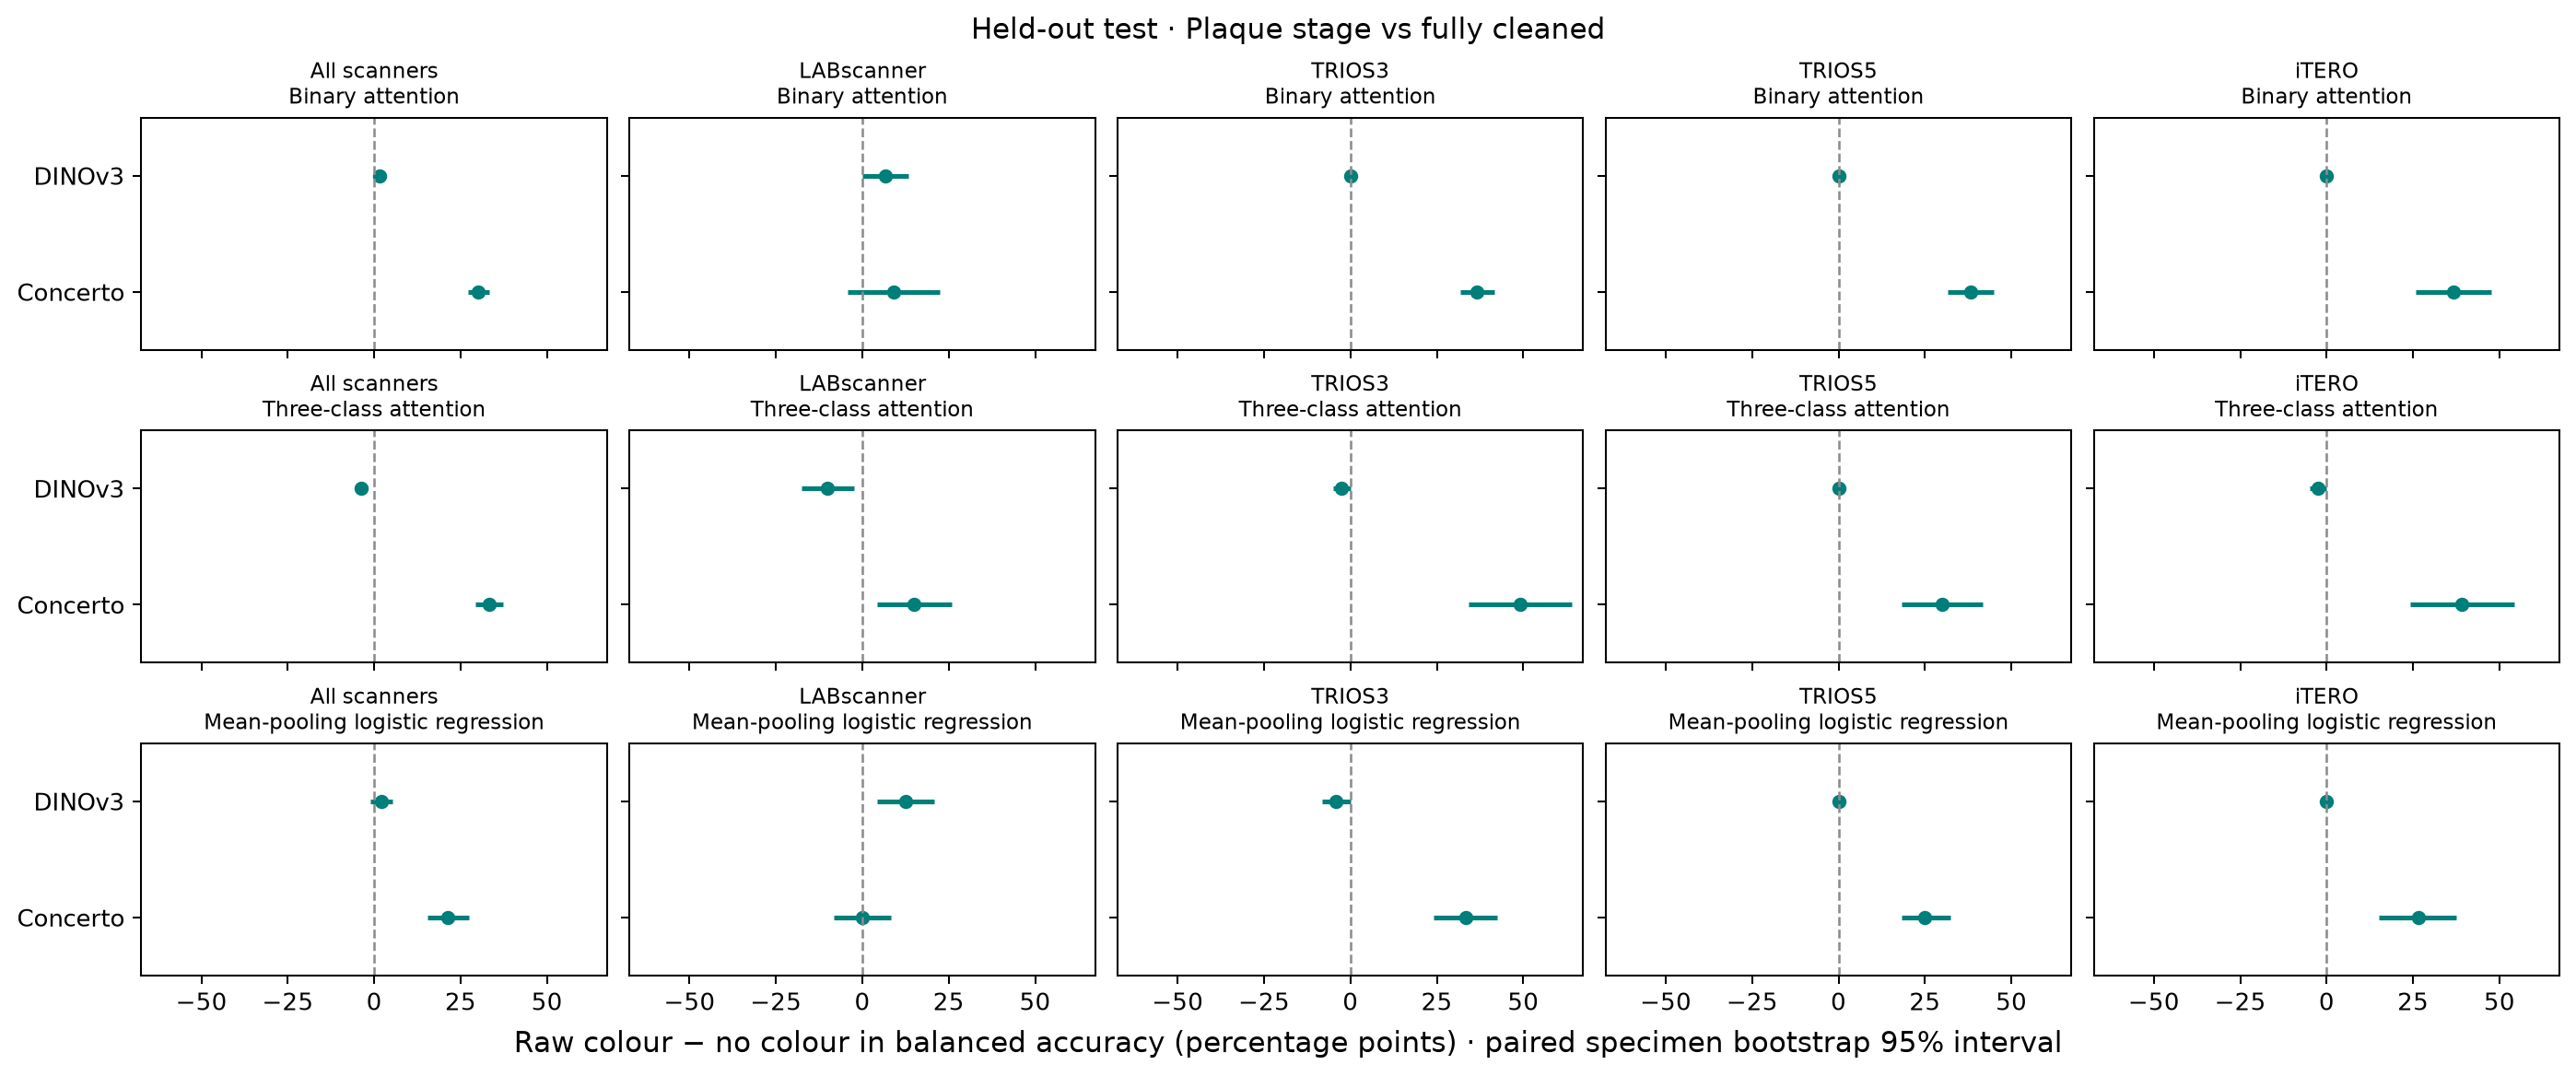 Held-out test · Plaque stage vs fully cleaned
All scanners
Binary attention
LABscanner
Binary attention
TRIOS3
Binary attention
TRIOS5
Binary attention
iTERO
Binary attention
DINOv3
Concerto
All scanners
Three-class attention
LABscanner
Three-class attention
TRIOS3
Three-class attention
TRIOS5
Three-class attention
iTERO
Three-class attention
DINOv3
Concerto
All scanners
Mean-pooling logistic regression
LABscanner
Mean-pooling logistic regression
TRIOS3
Mean-pooling logistic regression
TRIOS5
Mean-pooling logistic regression
iTERO
Mean-pooling logistic regression
DINOv3
Concerto
−50 −25 0 25 50
−50 −25 0 25 50
−50 −25 0 25 50
−50 −25 0 25 50
−50 −25 0 25 50
Raw colour − no colour in balanced accuracy (percentage points) · paired specimen bootstrap 95% interval